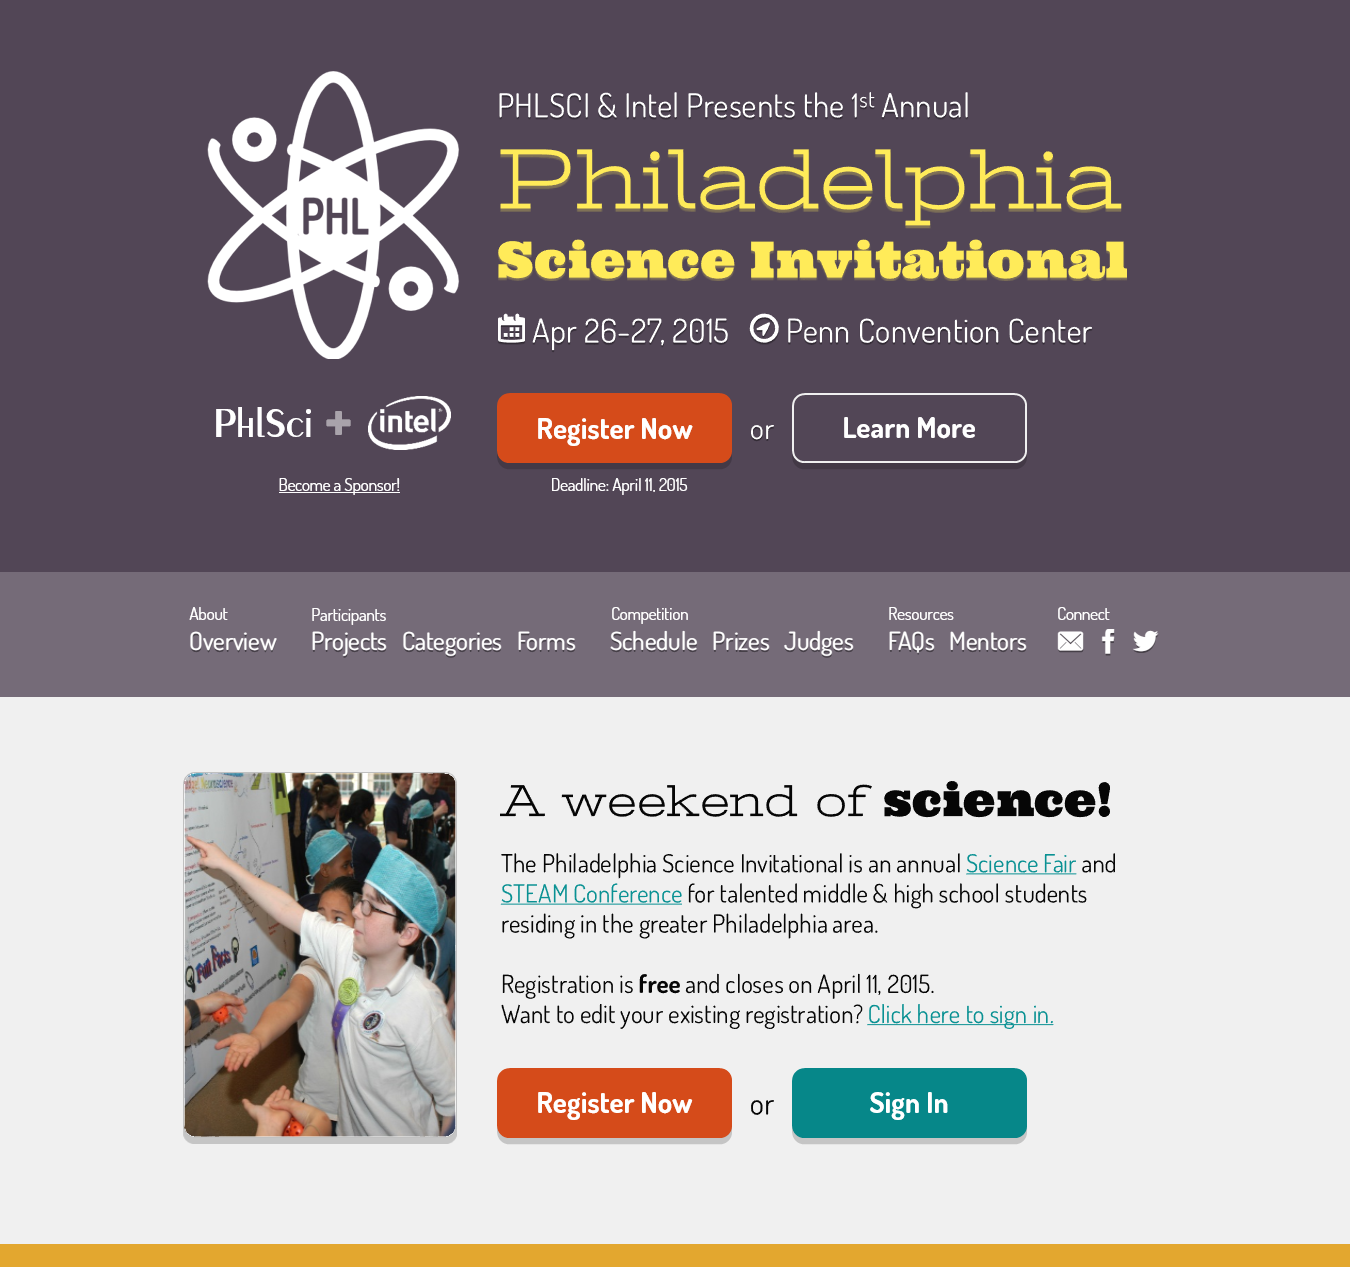 PHLSCI & Intel Presents the 1st Annual
Philadelphia
Science Invitational
PHL
Apr 26-27, 2015 Penn Convention Center
PhlSci + intel
Register Now or Learn More
Become a Sponsor!
Deadline: April 11, 2015
About Participants Competition Resources Connect
Overview Projects Categories Forms Schedule Prizes Judges FAQs Mentors
A weekend of science!
The Philadelphia Science Invitational is an annual Science Fair and
STEAM Conference for talented middle & high school students
residing in the greater Philadelphia area.
Registration is free and closes on April 11, 2015.
Want to edit your existing registration? Click here to sign in.
Register Now or Sign In
Fun Facts